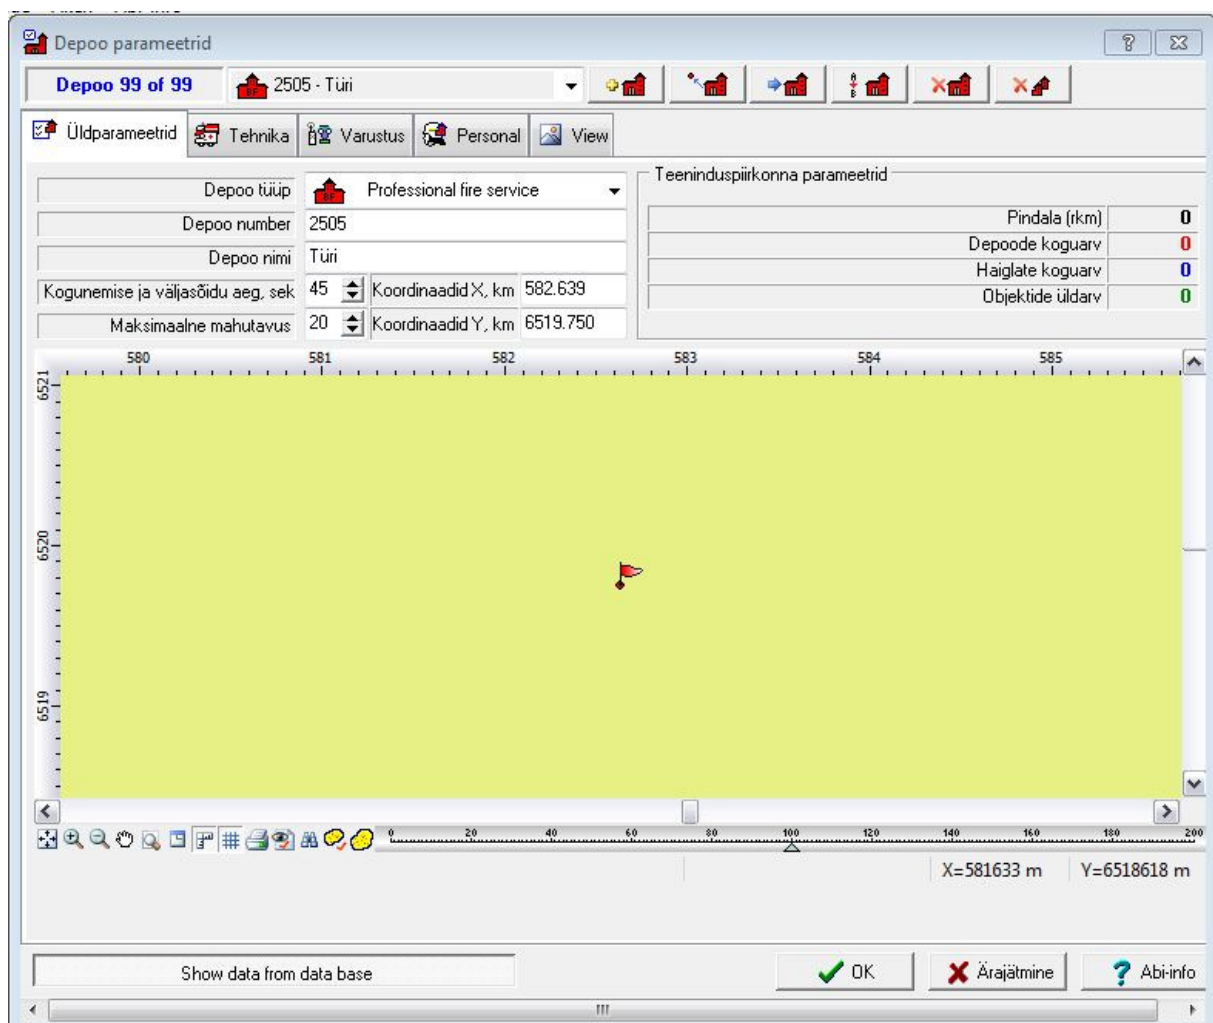 Depoo parameetrid
Depoo 99 of 99
BF
2505 - Türi
A
B
Üldparameetrid
Tehnika
Varustus
Personal
View
Teeninduspiirkonna parameetrid
Depoo tüüp
BF
Professional fire service
Pindala (rkm) 0
Depoo number 2505
Depoode koguarv 0
Depoo nimi Türi
Haiglate koguarv 0
Kogunemise ja väljasõidu aeg, sek 45 Koordinaadid X, km 582.639
Objektide üldarv 0
Maksimaalne mahutavus 20 Koordinaadid Y, km 6519.750
580 581 582 583 584 585
6521
6520
6519
0 20 40 60 80 100 120 140 160 180 200
X=581633 m Y=6518618 m
Show data from data base
OK
Ärajätmine
? Abi-info